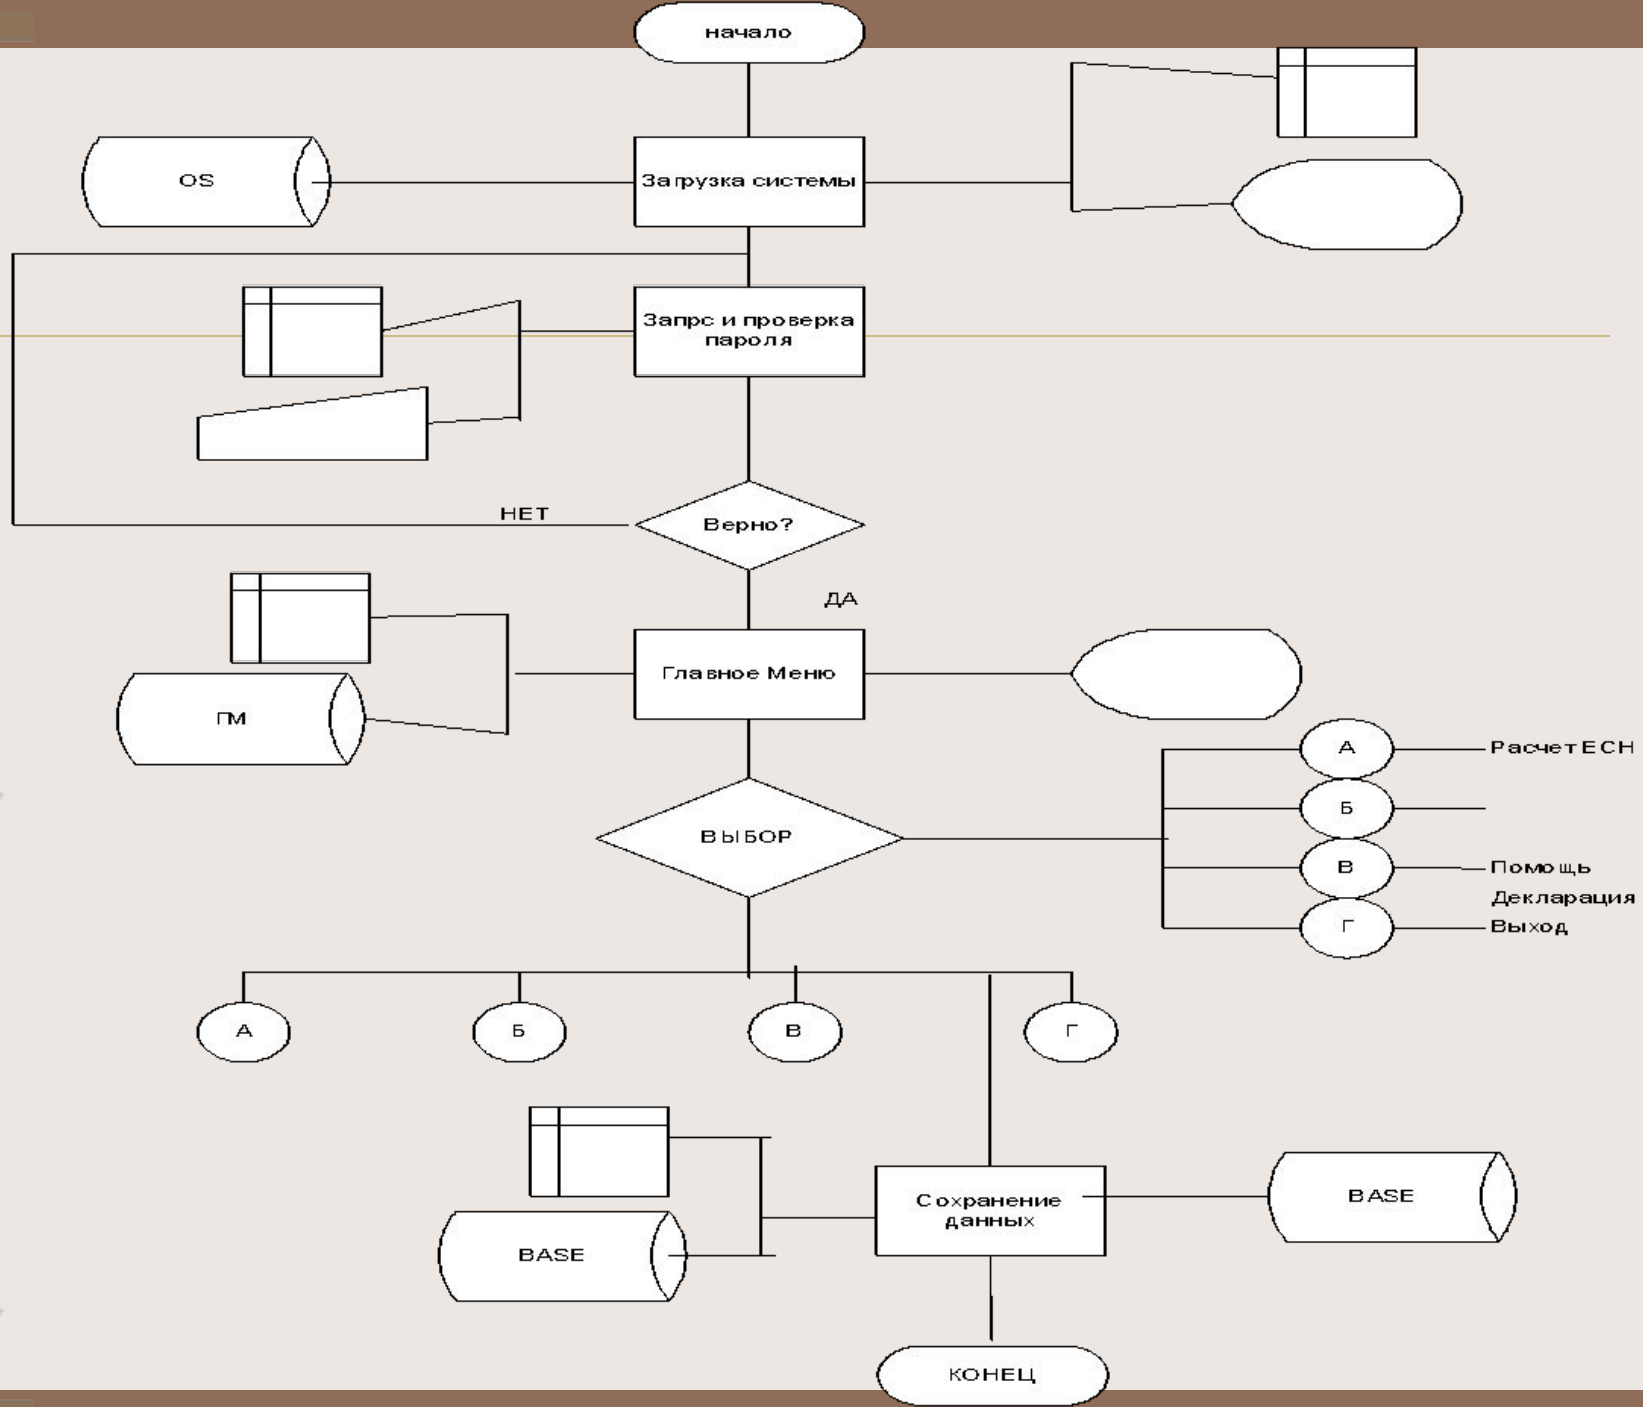 начало
OS
Загрузка системы
Запрс и проверка
пароля
НЕТ
Верно?
ДА
Главное Меню
ГМ
ВЫБОР
А
Расчет ЕСН
Б
В
Помощь
Декларация
Г
Выход
А
Б
В
Г
Сохранение
данных
BASE
BASE
КОНЕЦ